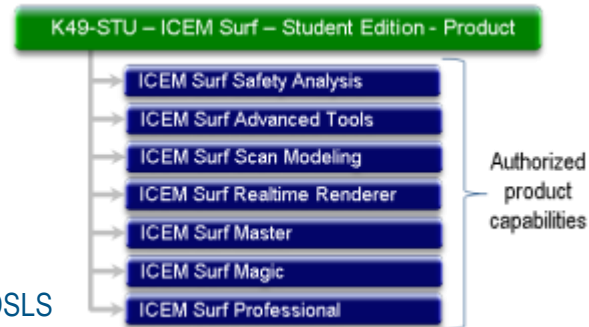 K49-STU – ICEM Surf – Student Edition - Product
ICEM Surf Safety Analysis
ICEM Surf Advanced Tools
ICEM Surf Scan Modeling
ICEM Surf Realtime Renderer
ICEM Surf Master
ICEM Surf Magic
ICEM Surf Professional
Authorized
product
capabilities